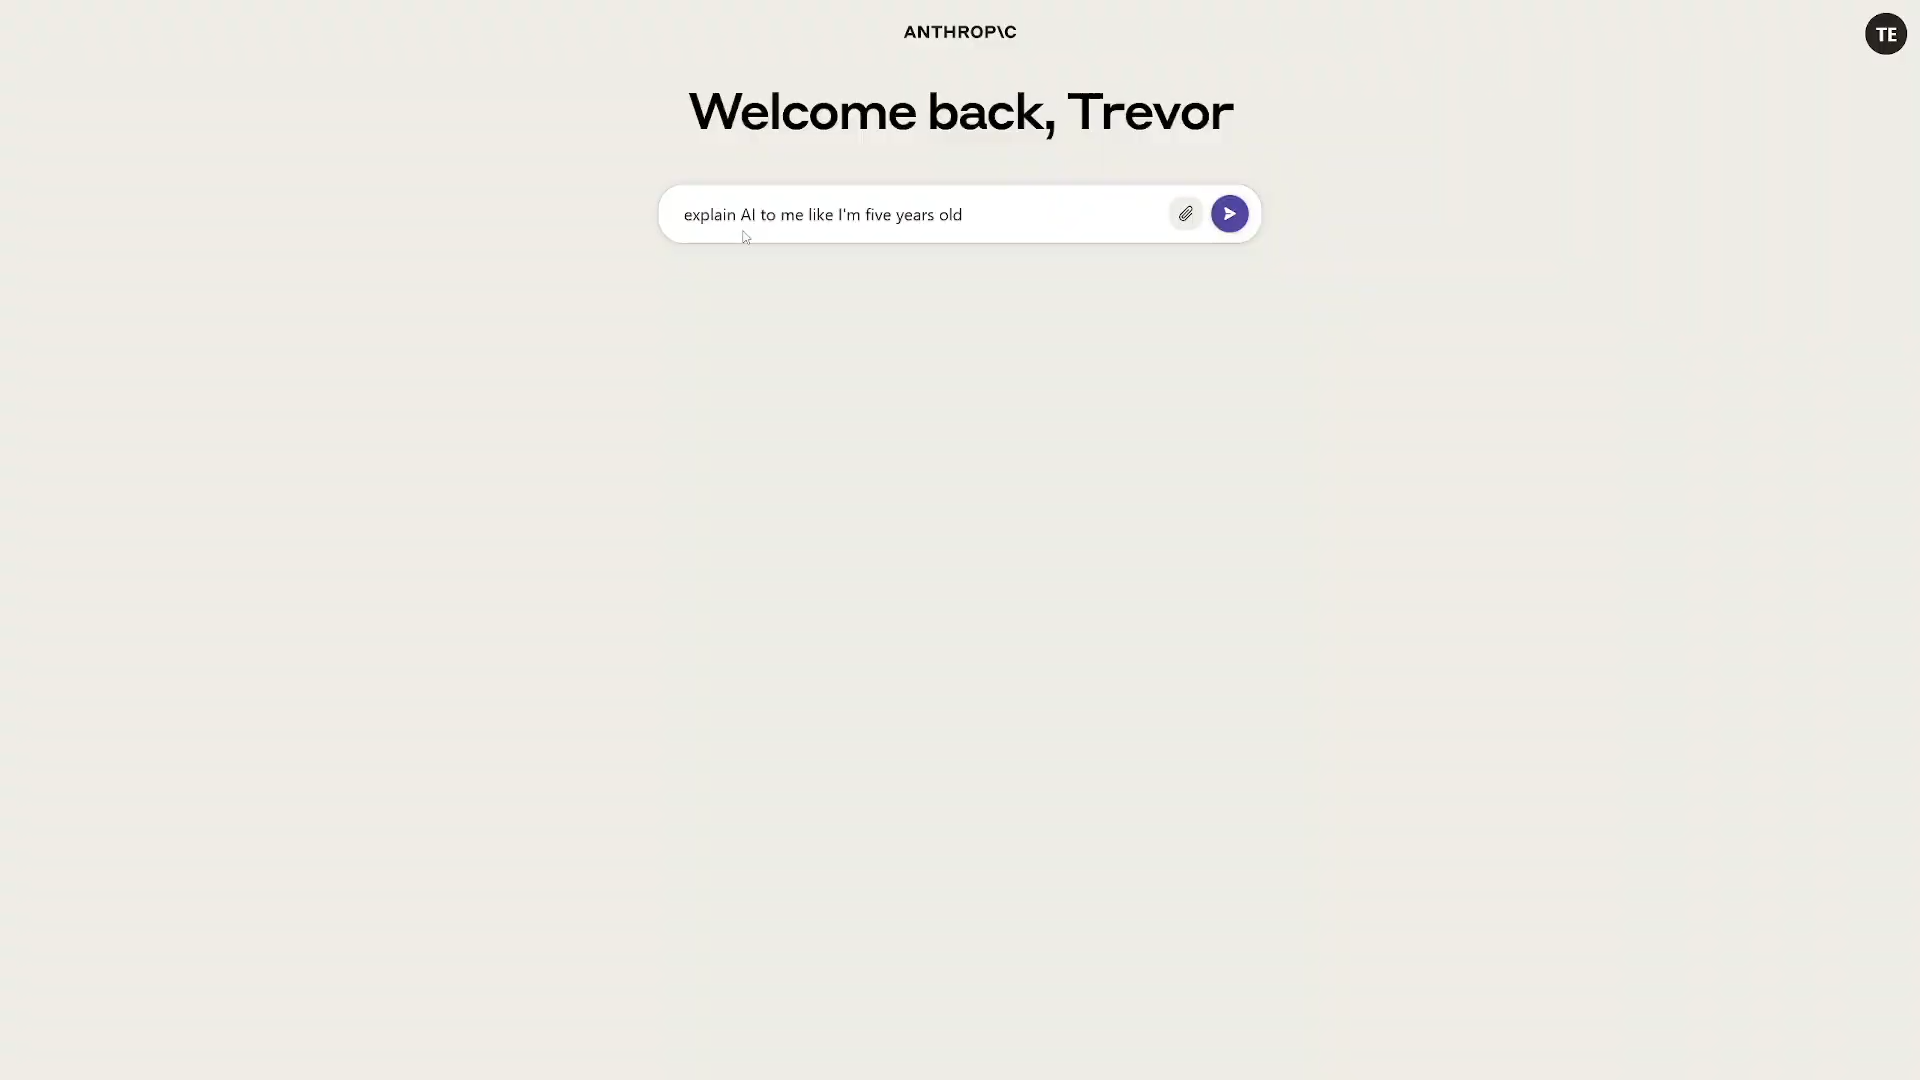 ANTHROP\C
TE
Welcome back, Trevor
explain AI to me like I'm five years old